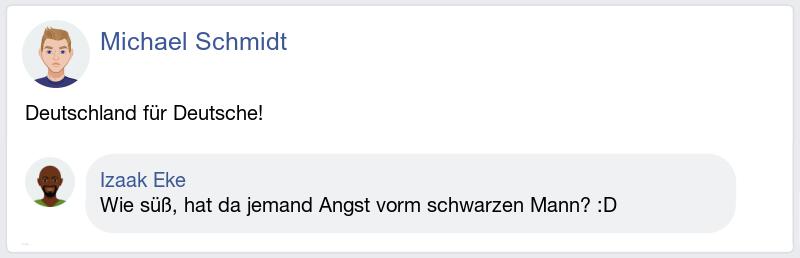 Michael Schmidt
Deutschland für Deutsche!
Izaak Eke
Wie süß, hat da jemand Angst vorm schwarzen Mann? :D